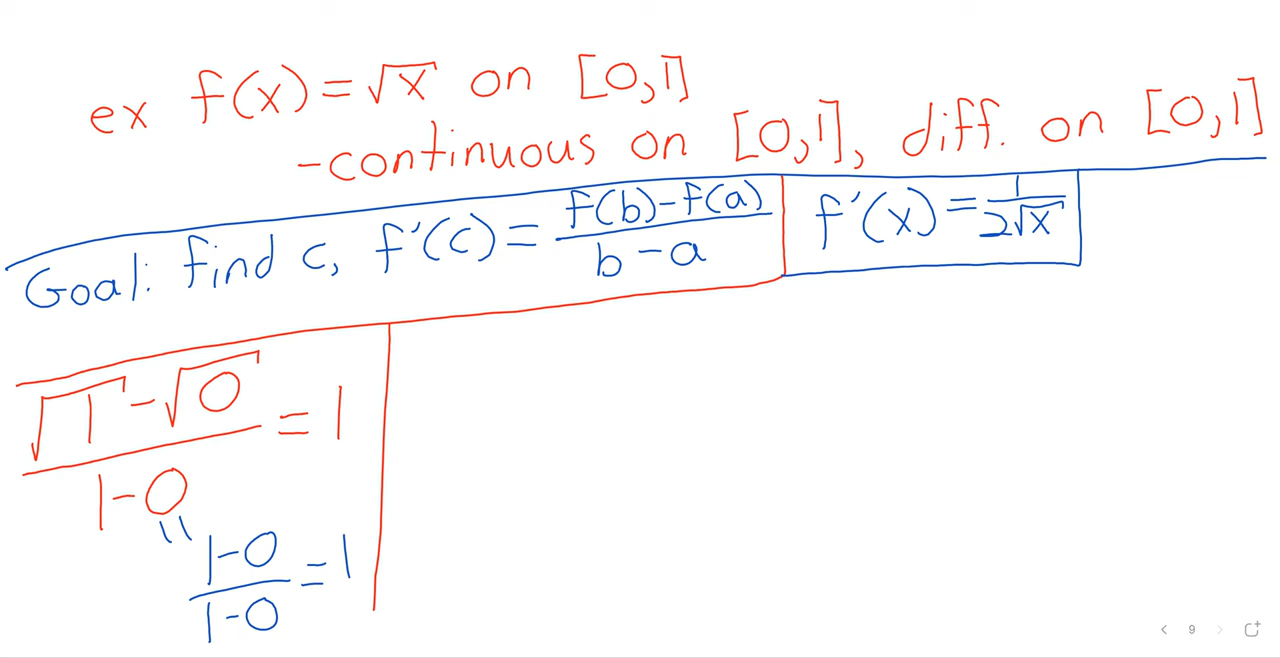 ex f(x)=√x on [0,1]
-continuous on [0,1], diff. on [0,1]
Goal: find c, f'(c)=(f(b)-f(a))/(b-a)
f'(x)=1/(2√x)
(√1-√0)/(1-0)=1
"
(1-0)/(1-0)=1
9